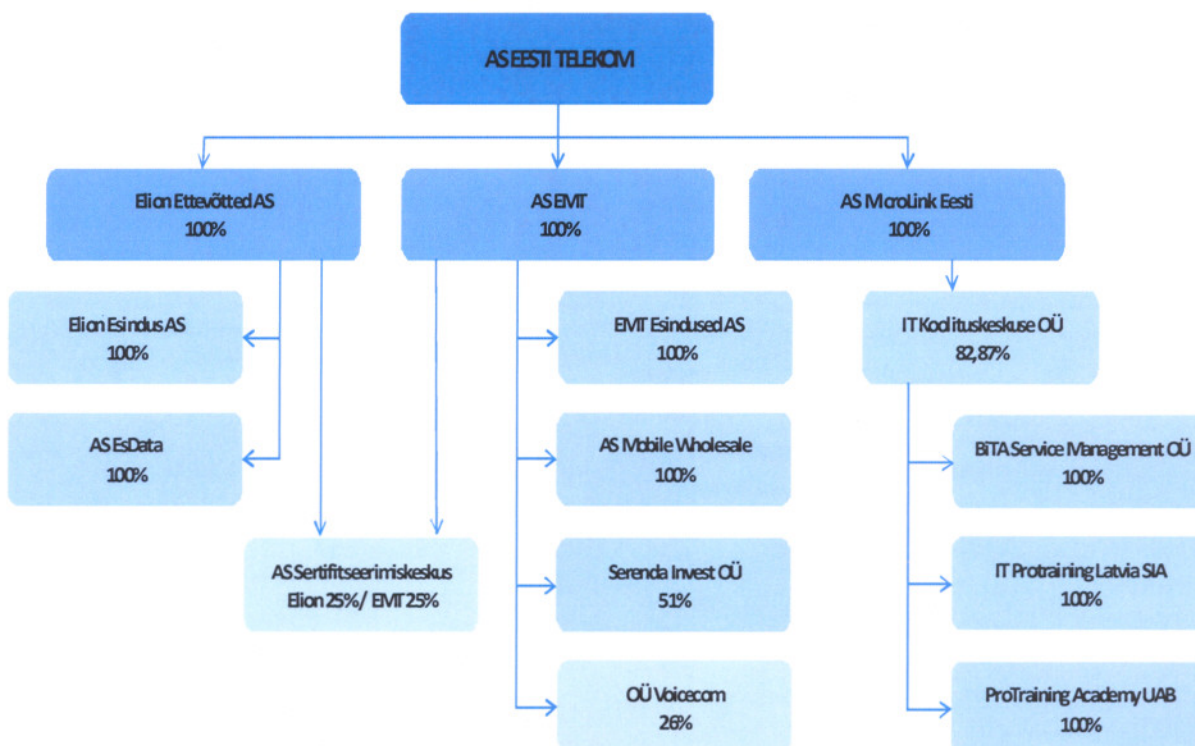 AS EESTI TELEKOM
Elion Ettevõtted AS
100%
AS EMT
100%
AS MicroLink Eesti
100%
Elion Esindus AS
100%
EMT Esindused AS
100%
IT Koolituskeskuse OÜ
82,87%
AS EsData
100%
AS Mobile Wholesale
100%
BiTA Service Management OÜ
100%
AS Sertifitseerimiskeskus
Elion 25% / EMT 25%
Serenda Invest OÜ
51%
IT Protraining Latvia SIA
100%
OÜ Voicecom
26%
ProTraining Academy UAB
100%